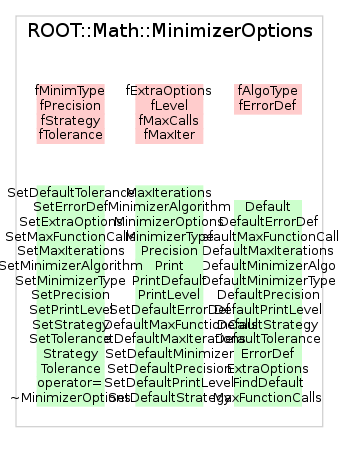 ROOT::Math::MinimizerOptions
fMinimType
fPrecision
fStrategy
fTolerance
fExtraOptions
fLevel
fMaxCalls
fMaxIter
fAlgoType
fErrorDef
SetDefaultTolerance
SetErrorDef
SetExtraOptions
SetMaxFunctionCalls
SetMaxIterations
SetMinimizerAlgorithm
SetMinimizerType
SetPrecision
SetPrintLevel
SetStrategy
SetTolerance
Strategy
Tolerance
operator=
~MinimizerOptions
MaxIterations
MinimizerAlgorithm
MinimizerOptions
MinimizerType
Precision
Print
PrintDefault
PrintLevel
SetDefaultErrorDef
DefaultMaxFunctionCalls
etDefaultMaxIterations
SetDefaultMinimizer
SetDefaultPrecision
SetDefaultPrintLevel
SetDefaultStrategy
Default
DefaultErrorDef
efaultMaxFunctionCall
DefaultMaxIterations
DefaultMinimizerAlgo
DefaultMinimizerType
DefaultPrecision
DefaultPrintLevel
DefaultStrategy
DefaultTolerance
ErrorDef
ExtraOptions
FindDefault
MaxFunctionCalls